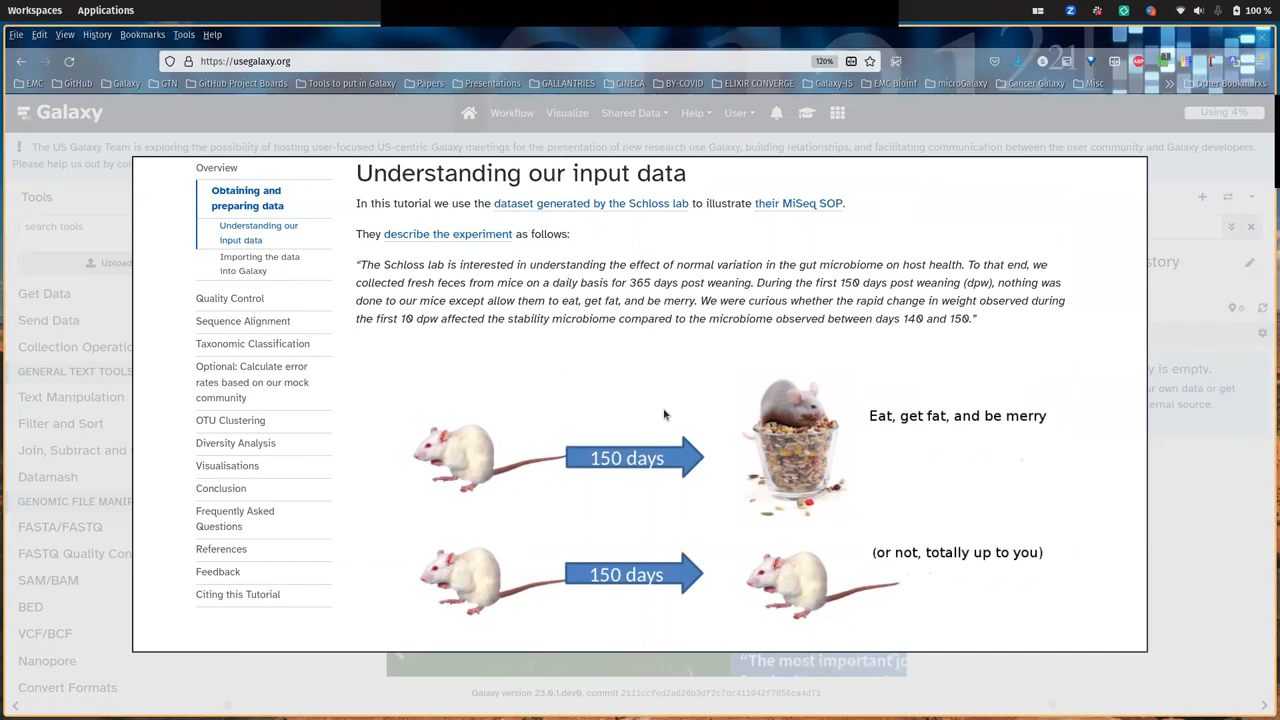 Workspaces Applications
100 %
File Edit View History Bookmarks Tools Help
https://usegalaxy.org
120%
EMC GitHub Galaxy GTN GitHub Project Boards Tools to put in Galaxy Papers Presentations GALLANTRIES CINECA BY-COVID ELIXIR CONVERGE Galaxy-IS EMC Bioinf microGalaxy Cancer Galaxy Misc Other Bookmarks
Galaxy
Workflow Visualize Shared Data Help User
Using 4%
The US Galaxy Team is exploring the possibility of hosting user-focused US-centric Galaxy meetings for the presentation of new research use Galaxy, building relationships, and facilitating communication between the user community and Galaxy developers.
Please help us out by
Tools
search tools
Upload
Get Data
Send Data
Collection Operatio
GENERAL TEXT TOOLS
Text Manipulation
Filter and Sort
Join, Subtract and
Datamash
GENOMIC FILE MANIP
FASTA/FASTQ
FASTQ Quality Con
SAM/BAM
BED
VCF/BCF
Nanopore
Convert Formats
Overview
Obtaining and
preparing data
Understanding our
input data
Importing the data
into Galaxy
Quality Control
Sequence Alignment
Taxonomic Classification
Optional: Calculate error
rates based on our mock
community
OTU Clustering
Diversity Analysis
Visualisations
Conclusion
Frequently Asked
Questions
References
Feedback
Citing this Tutorial
Understanding our input data
In this tutorial we use the dataset generated by the Schloss lab to illustrate their MiSeq SOP.
They describe the experiment as follows:
“The Schloss lab is interested in understanding the effect of normal variation in the gut microbiome on host health. To that end, we
collected fresh feces from mice on a daily basis for 365 days post weaning. During the first 150 days post weaning (dpw), nothing was
done to our mice except allow them to eat, get fat, and be merry. We were curious whether the rapid change in weight observed during
the first 10 dpw affected the stability microbiome compared to the microbiome observed between days 140 and 150.”
150 days
Eat, get fat, and be merry
150 days
(or not, totally up to you)
story
0
y is empty.
ur own data or get
ternal source.
“The most important jo
Galaxy version 23.0.1.dev0, commit 2111ccfed2a626b3df2c7dc411042f7856ca4d71